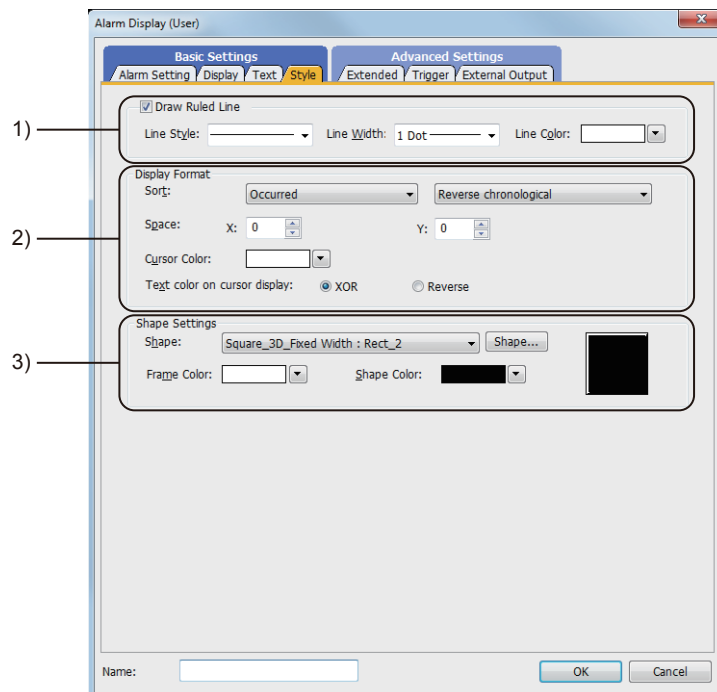 Alarm Display (User)
Basic Settings Advanced Settings
Alarm Setting Display Text Style Extended Trigger External Output
1)
Draw Ruled Line
Line Style: Line Width: 1 Dot Line Color:
2)
Display Format
Sort: Occurred Reverse chronological
Space: X: 0 Y: 0
Cursor Color:
Text color on cursor display: XOR Reverse
3)
Shape Settings
Shape: Square_3D_Fixed Width : Rect_2 Shape...
Frame Color: Shape Color:
Name: OK Cancel